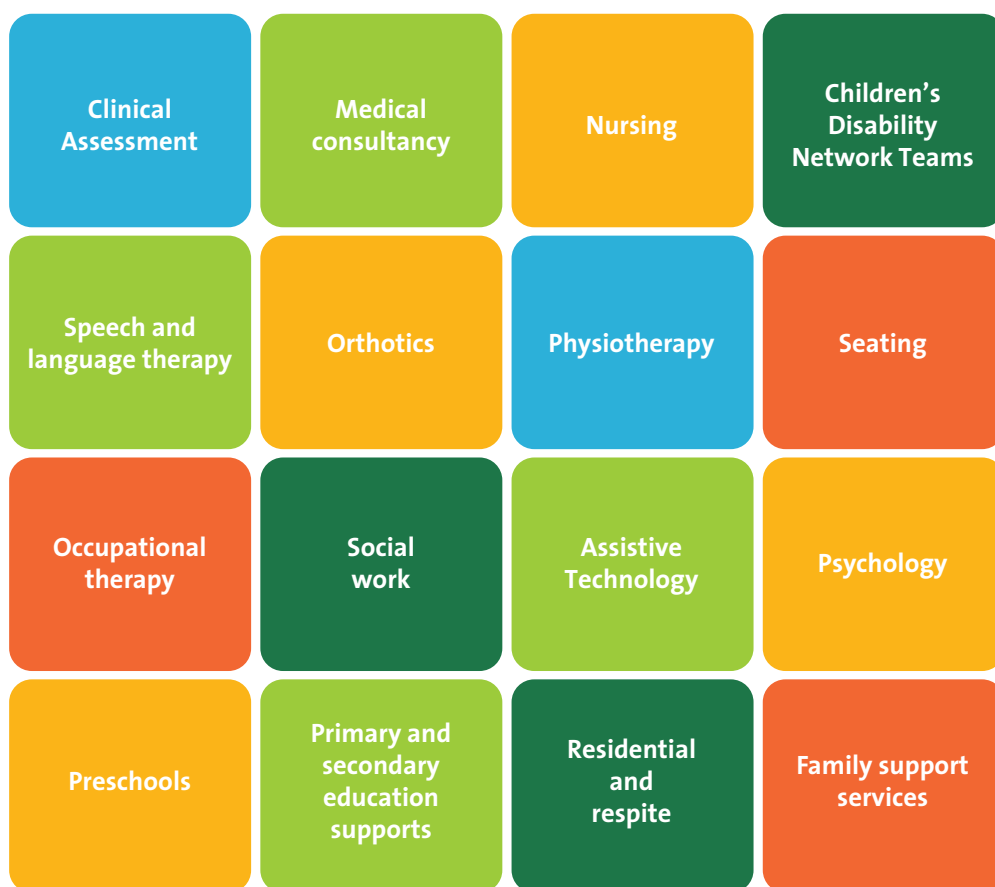 Clinical
Assessment
Medical
consultancy
Nursing
Children’s
Disability
Network Teams
Speech and
language therapy
Orthotics
Physiotherapy
Seating
Occupational
therapy
Social
work
Assistive
Technology
Psychology
Preschools
Primary and
secondary
education
supports
Residential
and
respite
Family support
services